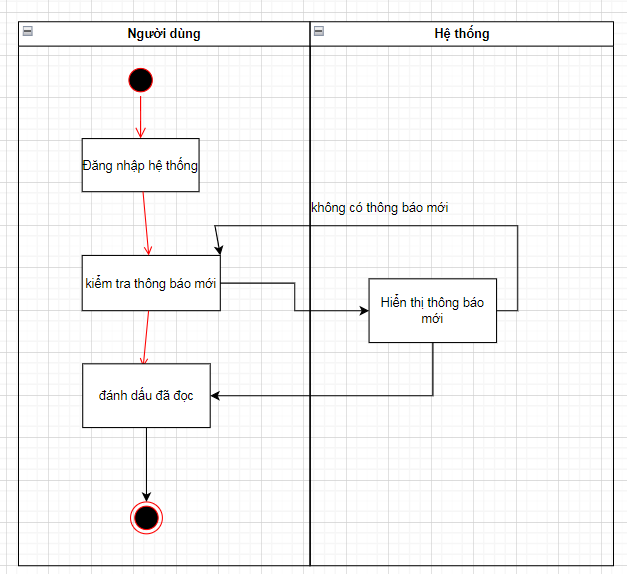 Người dùng
Hệ thống
Đăng nhập hệ thống
không có thông báo mới
kiểm tra thông báo mới
Hiển thị thông báo
mới
đánh dấu đã đọc